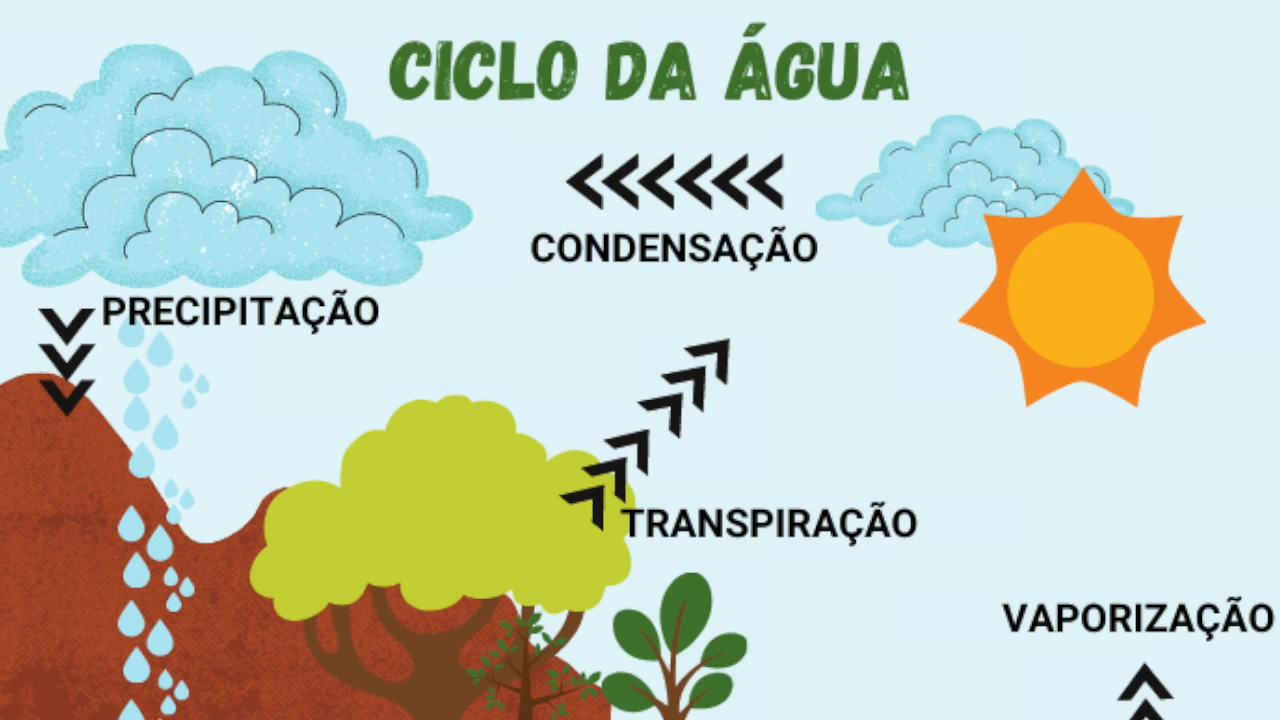 CICLO DA ÁGUA
CONDENSAÇÃO
PRECIPITAÇÃO
TRANSPIRAÇÃO
VAPORIZAÇÃO